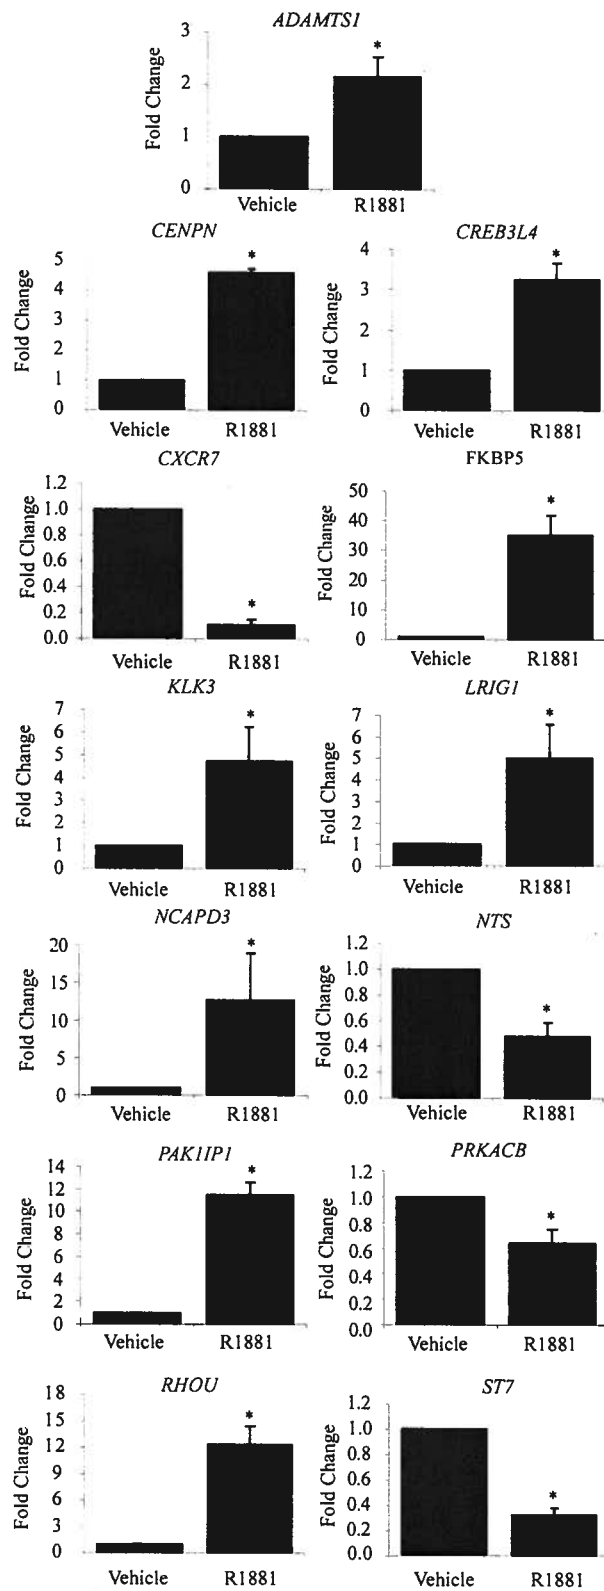 ADAMTS1
Fold Change
3
2
1
0
*
Vehicle R1881
CENPN
Fold Change
5
4
3
2
1
0
*
Vehicle R1881
CREB3L4
Fold Change
4
3
2
1
0
*
Vehicle R1881
CXCR7
Fold Change
1.2
1.0
0.8
0.6
0.4
0.2
0.0
*
Vehicle R1881
FKBP5
Fold Change
50
40
30
20
10
0
*
Vehicle R1881
KLK3
Fold Change
7
6
5
4
3
2
1
0
*
Vehicle R1881
LRIG1
Fold Change
7
6
5
4
3
2
1
0
*
Vehicle R1881
NCAPD3
Fold Change
20
15
10
5
0
*
Vehicle R1881
NTS
Fold Change
1.2
1.0
0.8
0.6
0.4
0.2
0.0
*
Vehicle R1881
PAK1IP1
Fold Change
14
12
10
8
6
4
2
0
*
Vehicle R1881
PRKACB
Fold Change
1.2
1.0
0.8
0.6
0.4
0.2
0.0
*
Vehicle R1881
RHOU
Fold Change
18
15
12
9
6
3
0
*
Vehicle R1881
ST7
Fold Change
1.2
1.0
0.8
0.6
0.4
0.2
0.0
*
Vehicle R1881